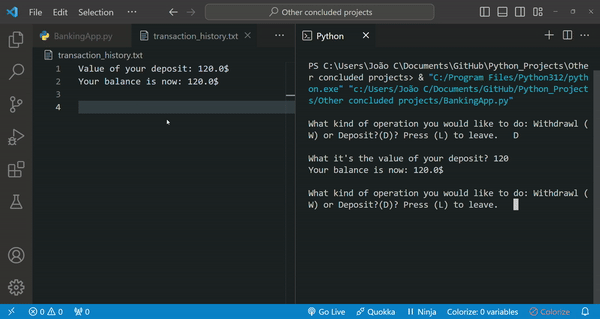 File Edit Selection ... Other concluded projects
BankingApp.py transaction_history.txt ...
transaction_history.txt
1 Value of your deposit: 120.0$
2 Your balance is now: 120.0$
3
4
Python
PS C:\Users\João C\Documents\GitHub\Python_Projects\Othe
r concluded projects> & "C:/Program Files/Python312/pyth
on.exe" "c:/Users/João C/Documents/GitHub/Python_Project
s/Other concluded projects/BankingApp.py"
What kind of operation you would like to do: Withdrawl (
W) or Deposit?(D)? Press (L) to leave. D
What it's the value of your deposit? 120
Your balance is now: 120.0$
What kind of operation you would like to do: Withdrawl (
W) or Deposit?(D)? Press (L) to leave.
0 0 0 Go Live Quokka Ninja Colorize: 0 variables Colorize